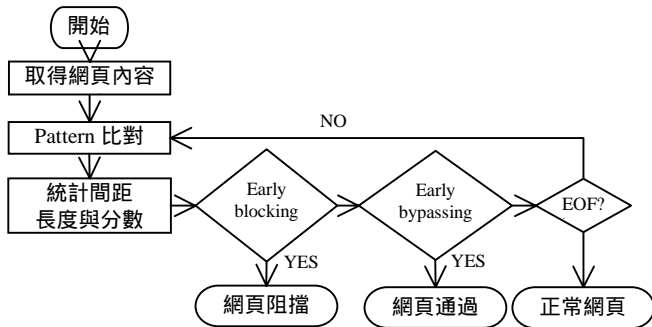 開始
取得網頁內容
NO
Pattern 比對
統計間距
長度與分數
Early
blocking
Early
bypassing
EOF?
YES
YES
網頁阻擋
網頁通過
正常網頁